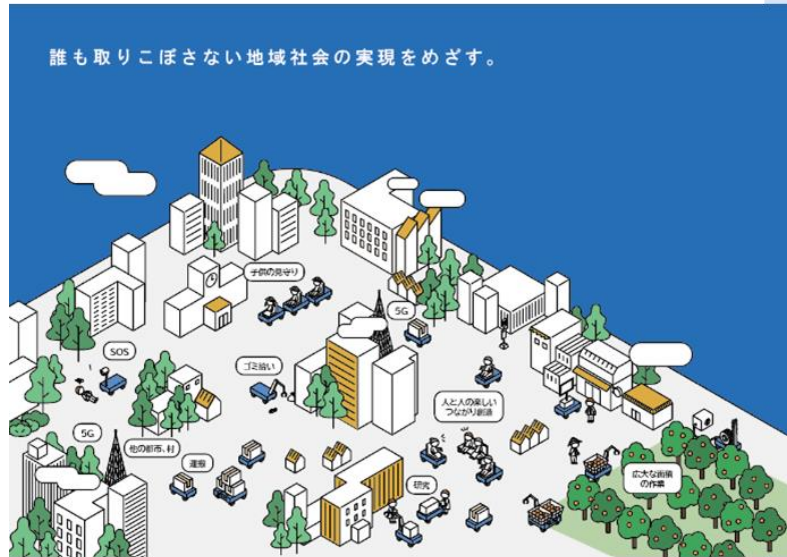 誰も取りこぼさない地域社会の実現をめざす。
子供の見守り
5G
SOS
ゴミ拾い
人と人の楽しい
つながり創造
5G
他の都市、村
運搬
研究
広大な面積
の作業